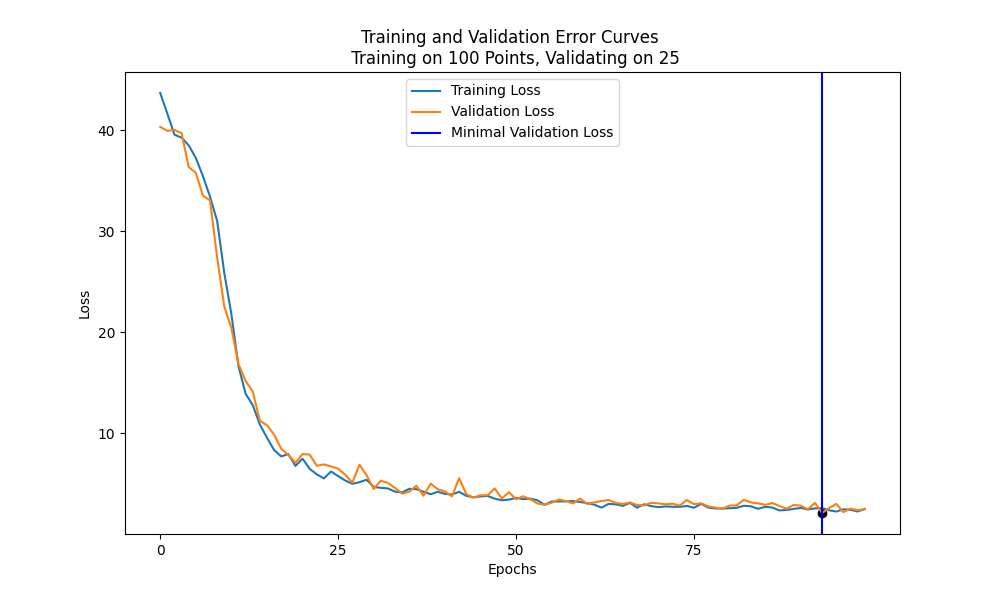 Training and Validation Error Curves
Training on 100 Points, Validating on 25
Training Loss
Validation Loss
Minimal Validation Loss
40
30
20
10
Loss
0
25
50
75
Epochs